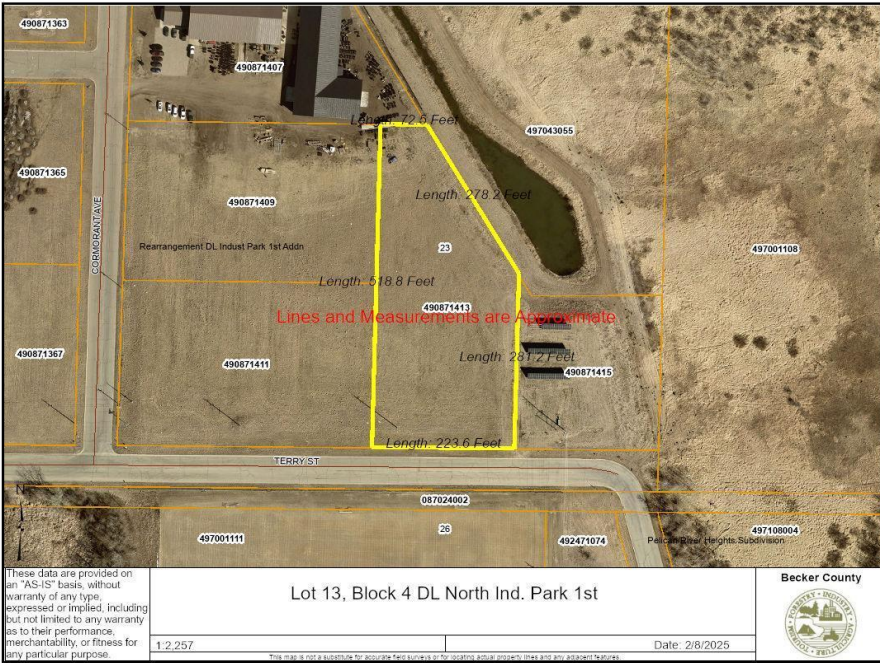 490871363
490871407
Length: 72.5 Feet
497043055
490871365
Length: 278.2 Feet
490871409
CORMORANT AVE
Rearrangement DL Indust Park 1st Addn
23
497001108
Length: 518.8 Feet
490871413
Lines and Measurements are Approximate
490871367
490871411
Length: 281.2 Feet
490871415
Length: 223.6 Feet
TERRY ST
087024002
497001111
26
492471074
497108004
Pelican River Heights Subdivision
These data are provided on
an "AS-IS" basis, without
warranty of any type,
expressed or implied, including
but not limited to any warranty
as to their performance,
merchantability, or fitness for
any particular purpose.
Lot 13, Block 4 DL North Ind. Park 1st
1:2,257
Date: 2/8/2025
This map is not a substitute for accurate field surveys or for locating actual property lines and any adjacent features.
Becker County
FORESTRY - INDUSTRY
AGRICULTURE - TOURISM